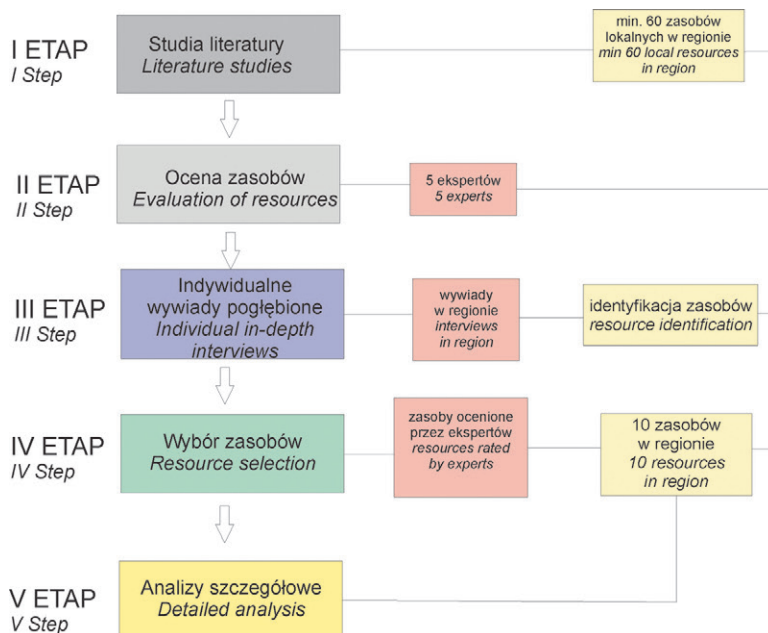 I ETAP
I Step
Studia literatury
Literature studies
min. 60 zasobów
lokalnych w regionie
min 60 local resources
in region
II ETAP
II Step
Ocena zasobów
Evaluation of resources
5 ekspertów
5 experts
III ETAP
III Step
Indywidualne
wywiady pogłębione
Individual in-depth
interviews
wywiady
w regionie
interviews
in region
identyfikacja zasobów
resource identification
IV ETAP
IV Step
Wybór zasobów
Resource selection
zasoby ocenione
przez ekspertów
resources rated
by experts
10 zasobów
w regionie
10 resources
in region
V ETAP
V Step
Analizy szczegółowe
Detailed analysis